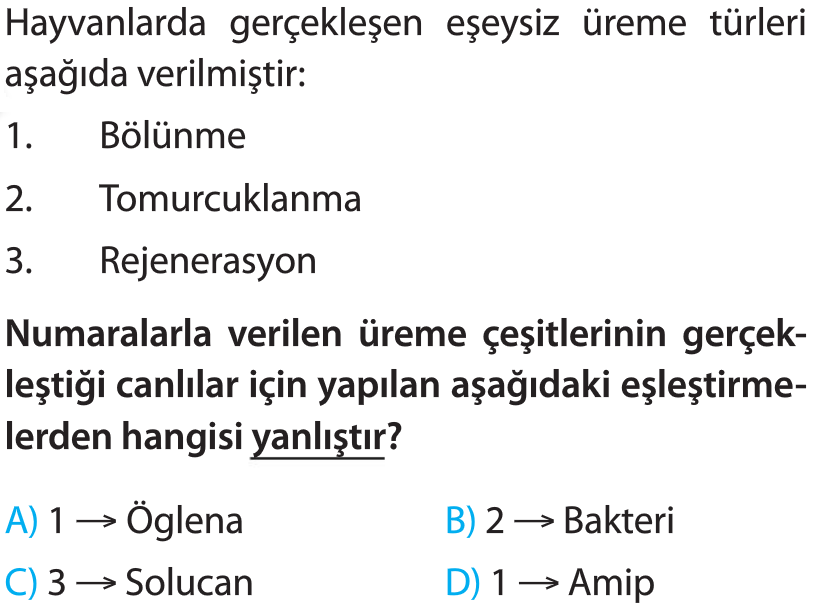 Hayvanlarda gerçekleşen eşeysiz üreme türleri
aşağıda verilmiştir:
1. Bölünme
2. Tomurcuklanma
3. Rejenerasyon
Numaralarla verilen üreme çeşitlerinin gerçek-
leştiği canlılar için yapılan aşağıdaki eşleştirme-
lerden hangisi yanlıştır?
A) 1 → Öglena B) 2 → Bakteri
C) 3 → Solucan D) 1 → Amip